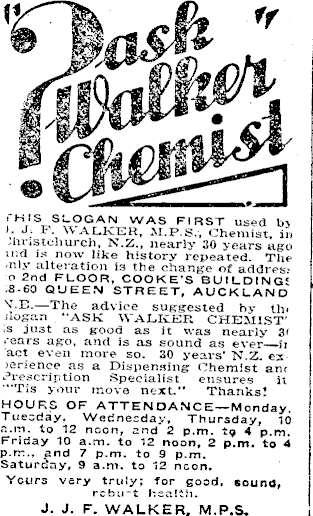 "?ask
Walker"
Chemist
THIS SLOGAN WAS FIRST used by
J. J. F. WALKER, M.P.S., Chemist, in
Christchurch, N.Z., nearly 30 years ago
and is now like history repeated. The
only alteration is the change of address
to 2ND FLOOR, COOKE'S BUILDINGS
58-60 QUEEN STREET, AUCKLAND
N.B.—The advice suggested by the
slogan "ASK WALKER CHEMIST"
is just as good as it was nearly 30
years ago, and is as sound as ever—in
fact even more so. 30 years' N.Z. ex-
perience as a Dispensing Chemist and
Prescription Specialist ensures it
"'Tis your move next." Thanks!
HOURS OF ATTENDANCE—Monday,
Tuesday, Wednesday, Thursday, 10
a.m. to 12 noon, and 2 p.m. to 4 p.m.
Friday 10 a.m. to 12 noon, 2 p.m. to 4
p.m., and 7 p.m. to 9 p.m.
Saturday, 9 a.m. to 12 noon.
Yours very truly; for good, sound,
robust health.
J. J. F. WALKER, M.P.S.